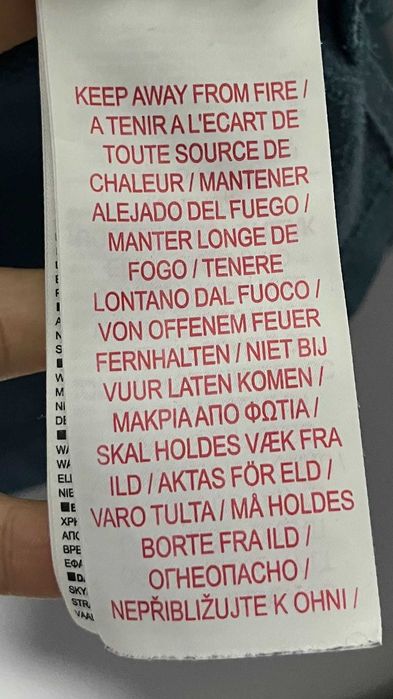 KEEP AWAY FROM FIRE /
A TENIR A L'ECART DE
TOUTE SOURCE DE
CHALEUR / MANTENER
ALEJADO DEL FUEGO /
MANTER LONGE DE
FOGO / TENERE
LONTANO DAL FUOCO /
VON OFFENEM FEUER
FERNHALTEN / NIET BIJ
VUUR LATEN KOMEN /
ΜΑΚΡΙΑ ΑΠΟ ΦΩΤΙΑ /
SKAL HOLDES VÆK FRA
ILD / AKTAS FÖR ELD /
VARO TULTA / MÅ HOLDES
BORTE FRA ILD /
ОГНЕОПАСНО /
NEPŘIBLIŽUJTE K OHNI /